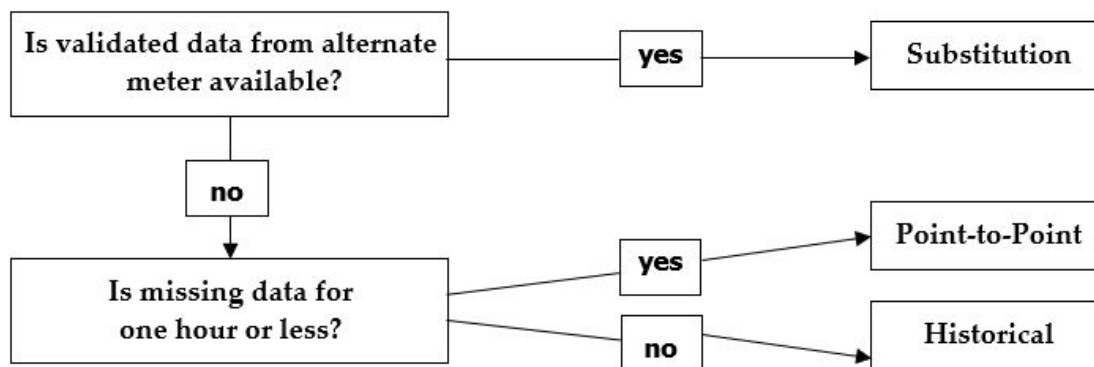 Is validated data from alternate
meter available?
yes
Substitution
no
Is missing data for
one hour or less?
yes
Point-to-Point
no
Historical